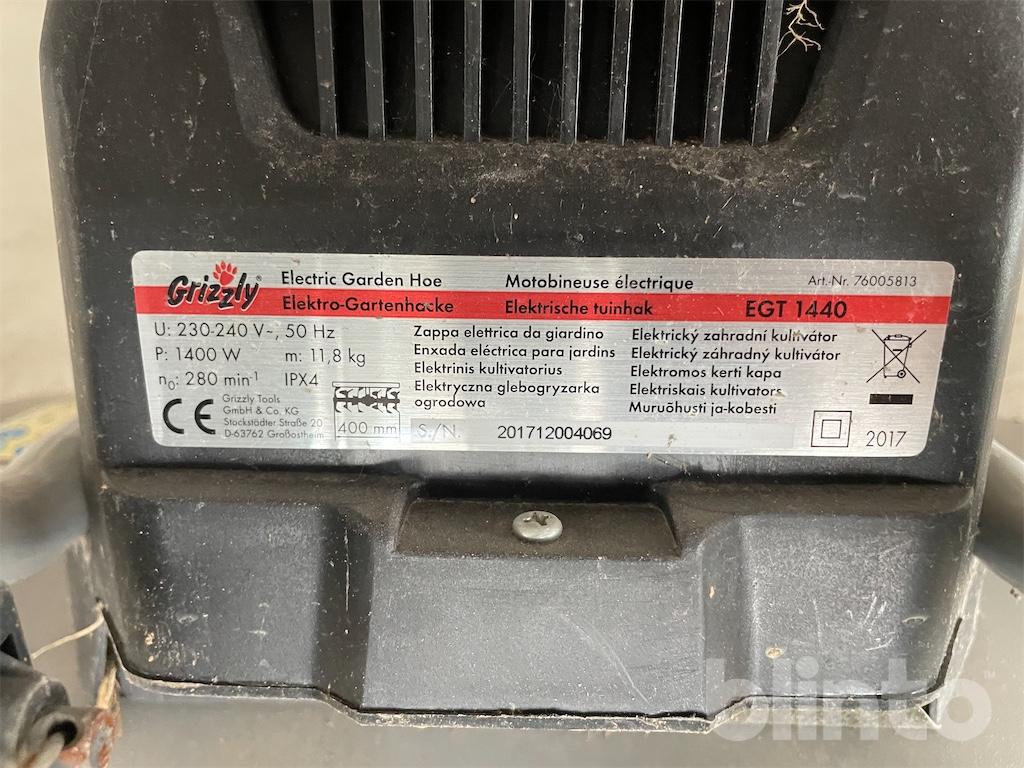 Grizzly®
Electric Garden Hoe
Motobineuse électrique
Art.-Nr. 76005813
Elektro-Gartenhacke
Elektrische tuinhak
EGT 1440
U: 230-240 V~, 50 Hz
P: 1400 W m: 11,8 kg
n₀: 280 min⁻¹ IPX4
CE
Grizzly Tools
GmbH & Co. KG
Stockstädter Straße 20
D-63762 Großostheim
400 mm
Zappa elettrica da giardino
Enxada eléctrica para jardins
Elektrinis kultivatorius
Elektryczna glebogryzarka
ogrodowa
Elektrický zahradní kultivátor
Elektrický záhradný kultivátor
Elektromos kerti kapa
Elektriskais kultivators
Muruõhusti ja-kobesti
S./N. 201712004069
2017
blinto®